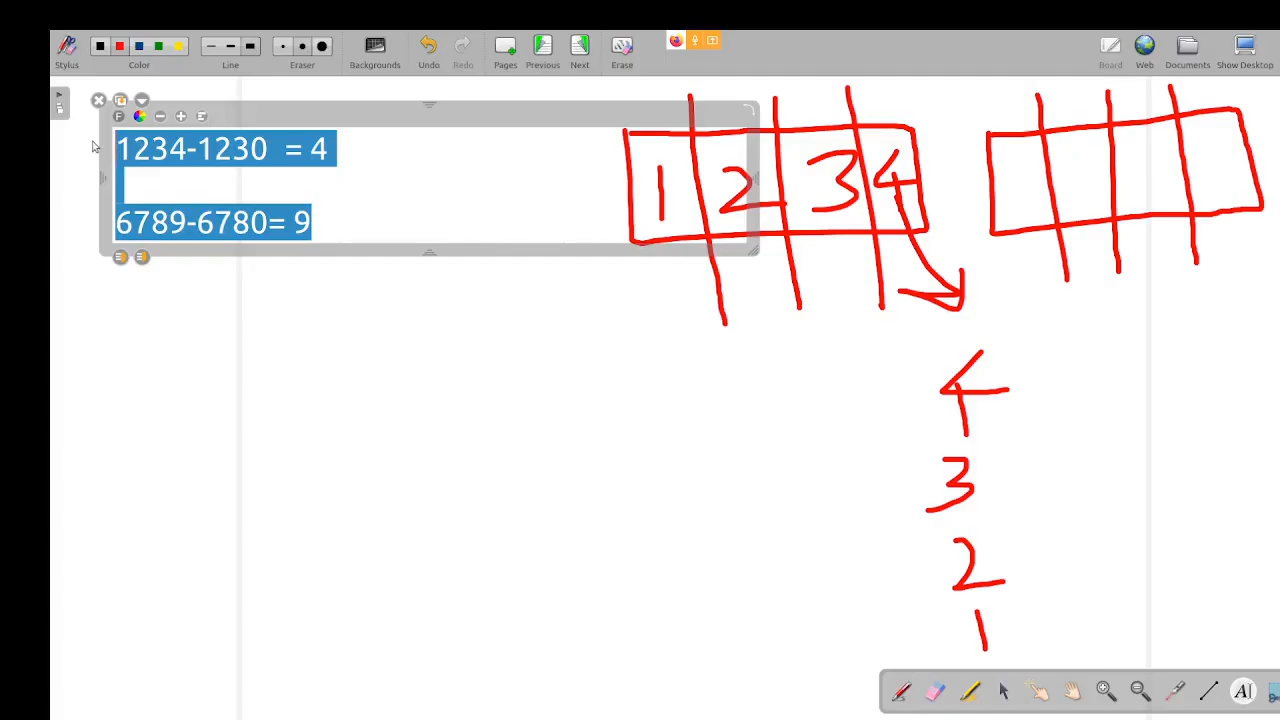 Stylus
Color
Line
Eraser
Backgrounds
Undo
Redo
Pages
Previous
Next
Erase
Board
Web
Documents
Show Desktop
F
1234-1230 = 4
6789-6780= 9
1 2 3 4
4
3
2
1
A